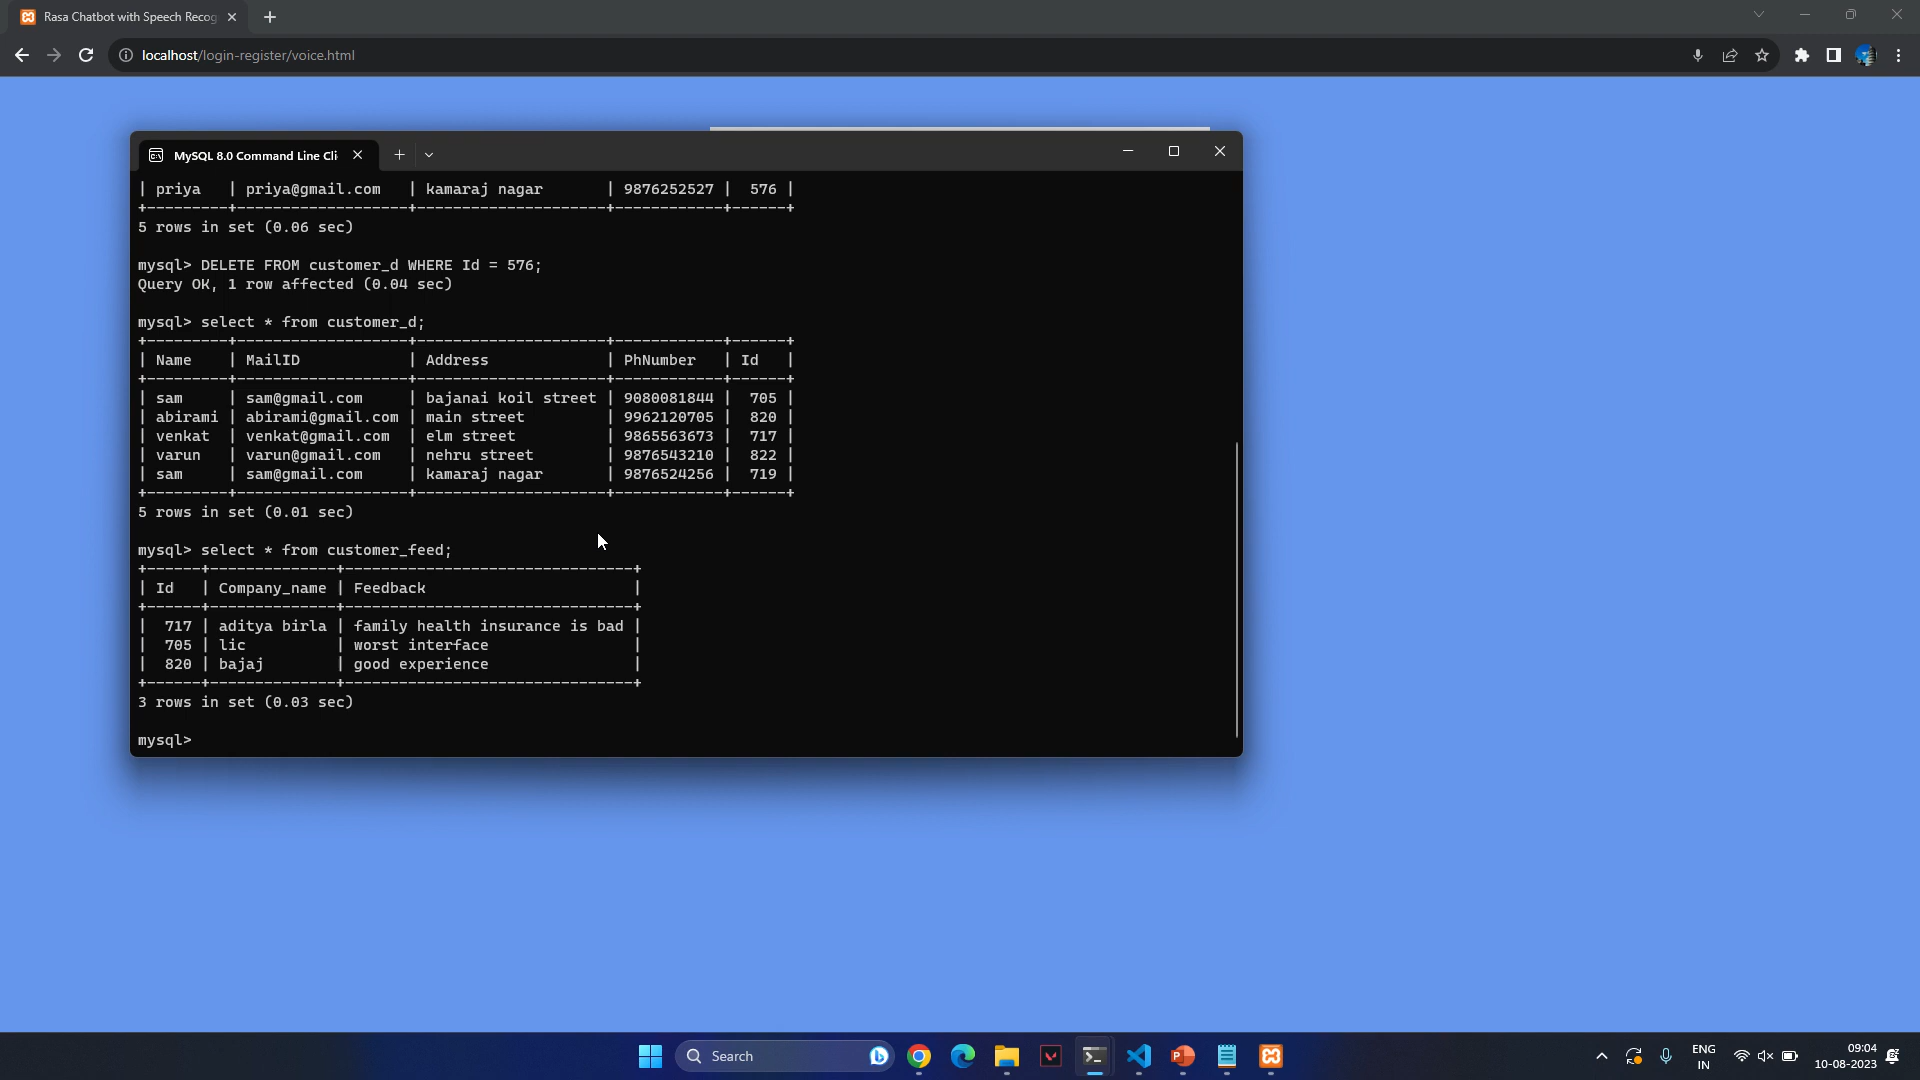 Rasa Chatbot with Speech Recog
localhost/login-register/voice.html
MySQL 8.0 Command Line Cli
| priya   | priya@gmail.com   | kamaraj nagar       | 9876252527 |  576 |
+---------+-------------------+---------------------+------------+------+
5 rows in set (0.06 sec)
mysql> DELETE FROM customer_d WHERE Id = 576;
Query OK, 1 row affected (0.04 sec)
mysql> select * from customer_d;
+---------+-------------------+---------------------+------------+------+
| Name    | MailID            | Address             | PhNumber   | Id   |
+---------+-------------------+---------------------+------------+------+
| sam     | sam@gmail.com     | bajanai koil street | 9080081844 |  705 |
| abirami | abirami@gmail.com | main street         | 9962120705 |  820 |
| venkat  | venkat@gmail.com  | elm street          | 9865563673 |  717 |
| varun   | varun@gmail.com   | nehru street        | 9876543210 |  822 |
| sam     | sam@gmail.com     | kamaraj nagar       | 9876524256 |  719 |
+---------+-------------------+---------------------+------------+------+
5 rows in set (0.01 sec)
mysql> select * from customer_feed;
+------+--------------+--------------------------------+
| Id   | Company_name | Feedback                       |
+------+--------------+--------------------------------+
|  717 | aditya birla | family health insurance is bad |
|  705 | lic          | worst interface                |
|  820 | bajaj        | good experience                |
+------+--------------+--------------------------------+
3 rows in set (0.03 sec)
mysql>
Search
ENG
IN
09:04
10-08-2023